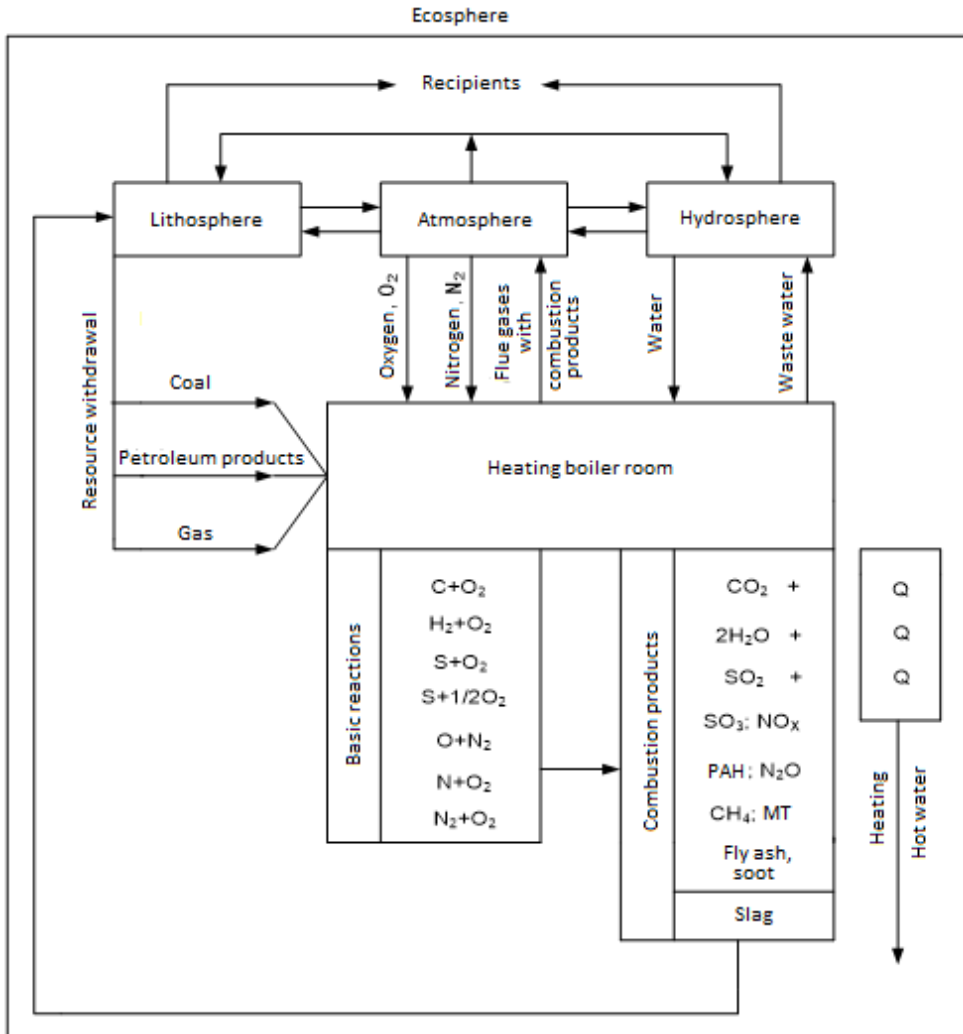 Ecosphere
Recipients
Lithosphere
Atmosphere
Hydrosphere
Resource withdrawal
Oxygen, O₂
Nitrogen, N₂
Flue gases with
combustion
products
Water
Waste water
Coal
Petroleum products
Gas
Heating boiler room
Basic reactions
C+O₂
H₂+O₂
S+O₂
S+1/2O₂
O+N₂
N+O₂
N₂+O₂
Combustion products
CO₂ +
2H₂O +
SO₂ +
SO₃; NOₓ
PAH; N₂O
CH₄; MT
Fly ash,
soot
Slag
Q
Q
Q
Heating
Hot water